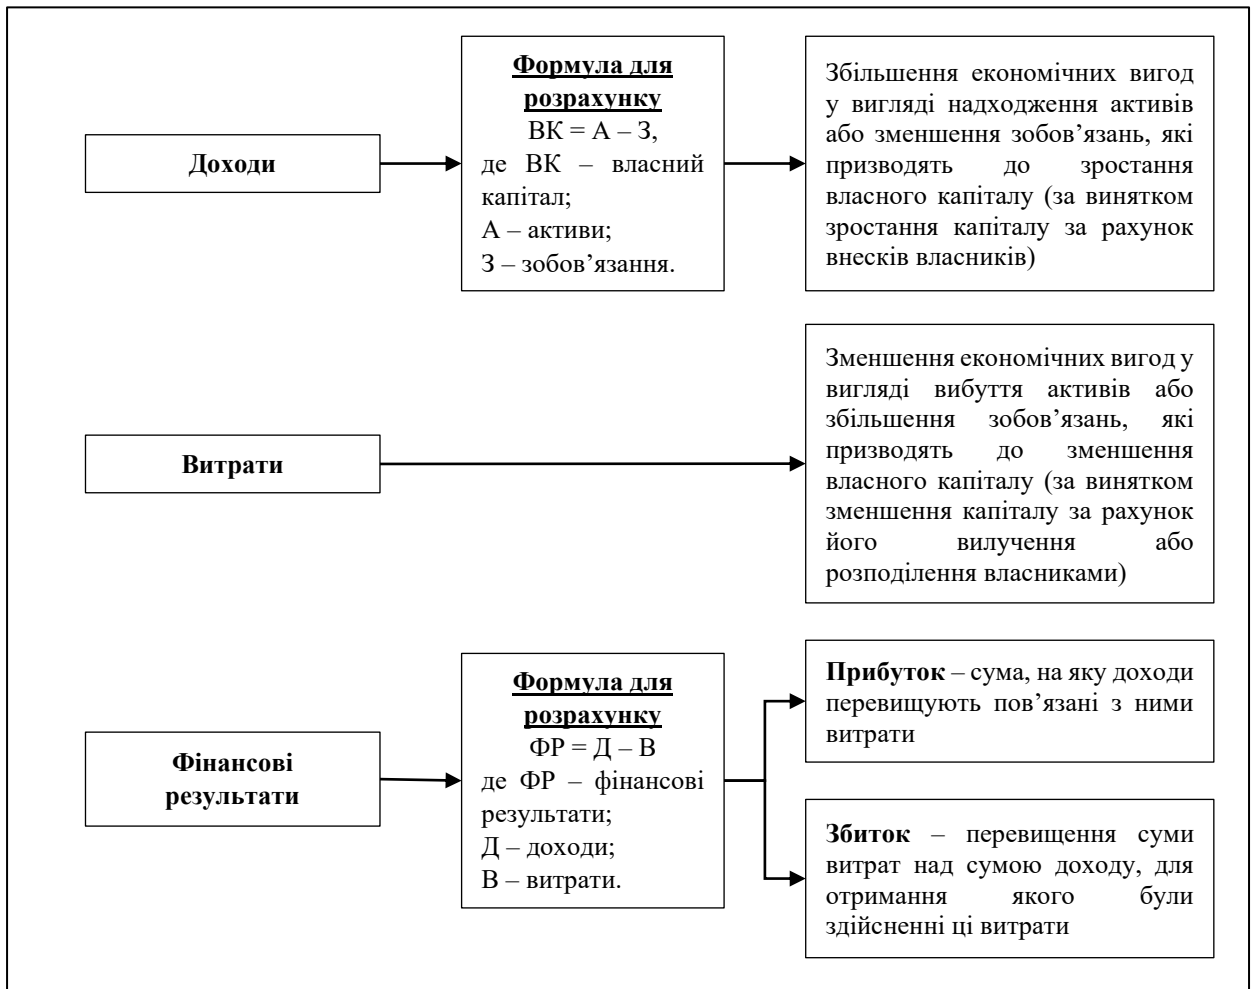 Доходи
Формула для
розрахунку
ВК = А – З,
де ВК – власний
капітал;
А – активи;
З – зобов’язання.
Збільшення економічних вигод
у вигляді надходження активів
або зменшення зобов’язань, які
призводять до зростання
власного капіталу (за винятком
зростання капіталу за рахунок
внесків власників)
Витрати
Зменшення економічних вигод у
вигляді вибуття активів або
збільшення зобов’язань, які
призводять до зменшення
власного капіталу (за винятком
зменшення капіталу за рахунок
його вилучення або
розподілення власниками)
Фінансові
результати
Формула для
розрахунку
ФР = Д – В
де ФР – фінансові
результати;
Д – доходи;
В – витрати.
Прибуток – сума, на яку доходи
перевищують пов’язані з ними
витрати
Збиток – перевищення суми
витрат над сумою доходу, для
отримання якого були
здійсненні ці витрати